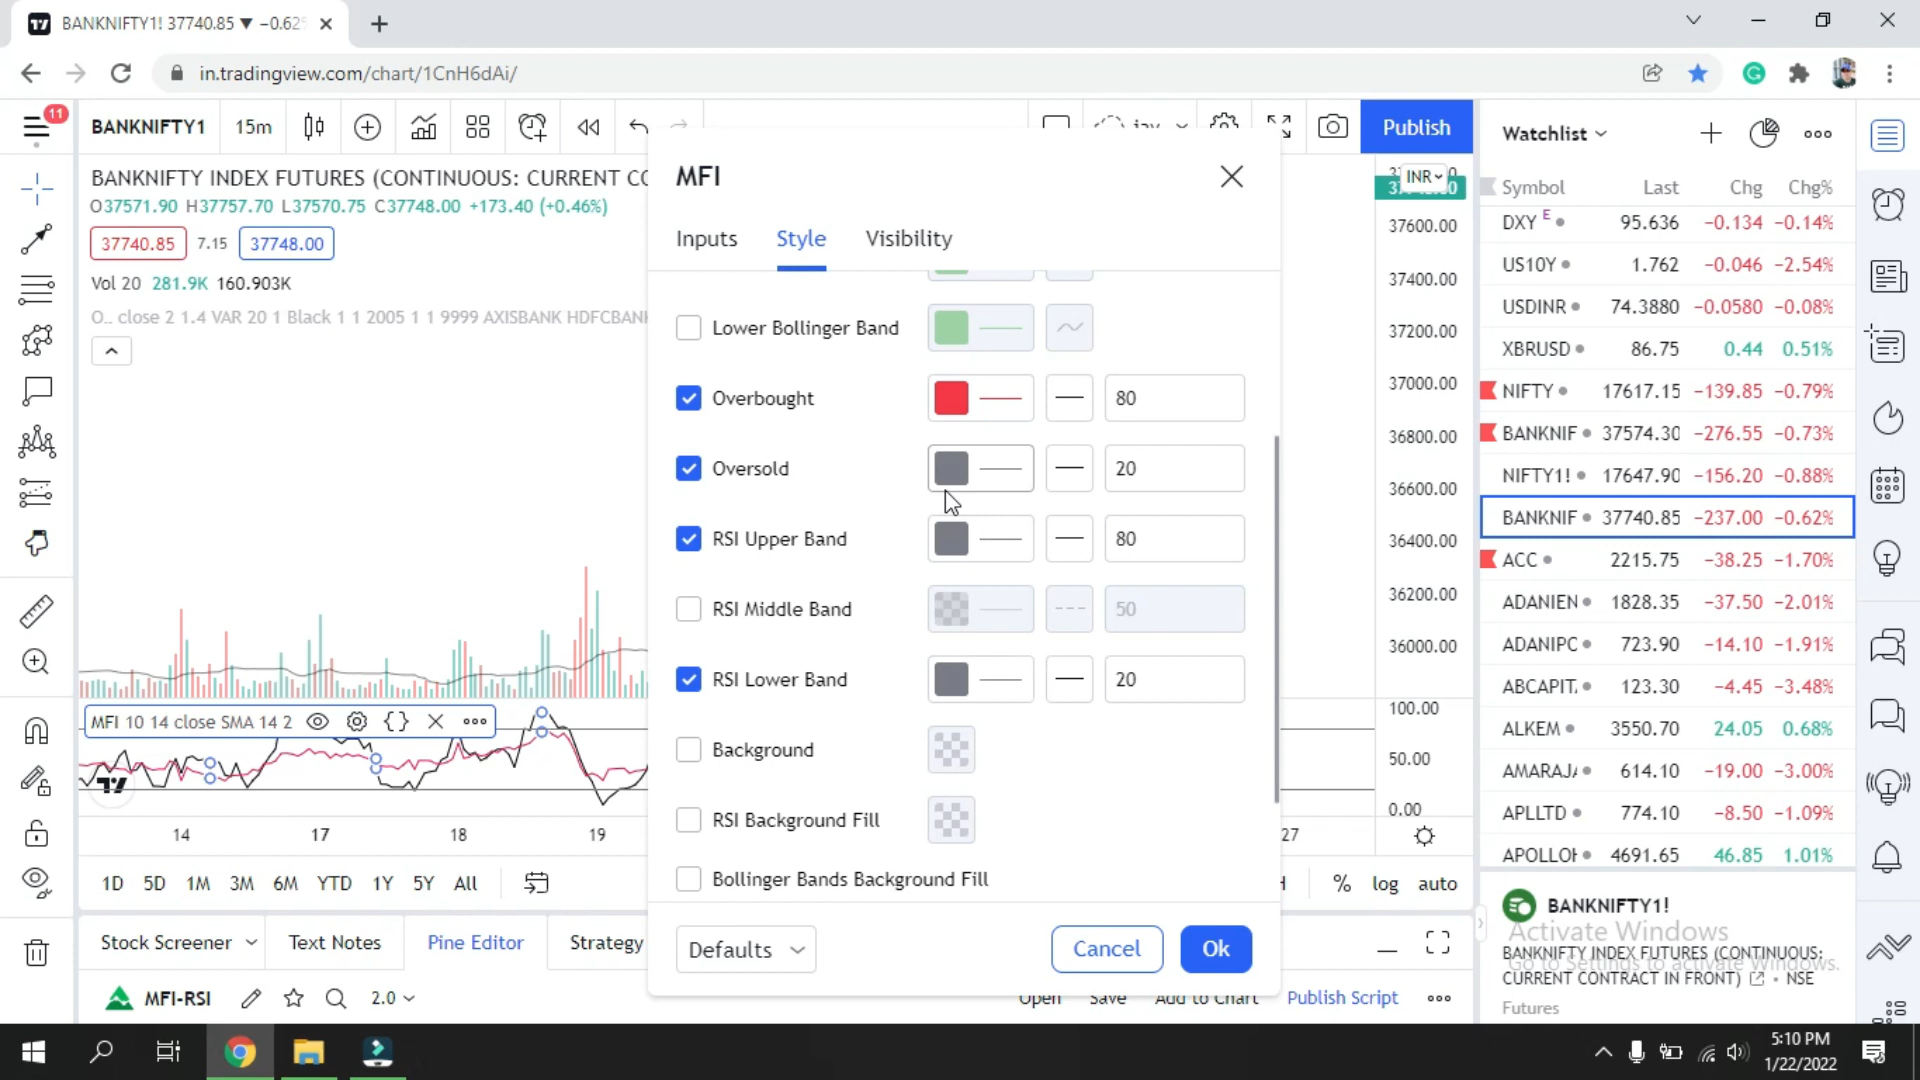 BANKNIFTY1! 37740.85 ▼ −0.62
in.tradingview.com/chart/1CnH6dAi/
11
BANKNIFTY1
15m
Publish
Watchlist
BANKNIFTY INDEX FUTURES (CONTINUOUS: CURRENT CO
O37571.90 H37757.70 L37570.75 C37748.00 +173.40 (+0.46%)
37740.85
7.15
37748.00
Vol 20 281.9K 160.903K
O.. close 2 1.4 VAR 20 1 Black 1 1 2005 1 1 9999 AXISBANK HDFCBAN
MFI 10 14 close SMA 14 2
14 17 18 19
27
1D 5D 1M 3M 6M YTD 1Y 5Y All
% log auto
Stock Screener
Text Notes
Pine Editor
Strategy
MFI-RSI
2.0
Open Save Add to Chart Publish Script
MFI
Inputs
Style
Visibility
Lower Bollinger Band
Overbought 80
Oversold 20
RSI Upper Band 80
RSI Middle Band 50
RSI Lower Band 20
Background
RSI Background Fill
Bollinger Bands Background Fill
Defaults
Cancel
Ok
INR
37600.00
37400.00
37200.00
37000.00
36800.00
36600.00
36400.00
36200.00
36000.00
100.00
50.00
0.00
Symbol Last Chg Chg%
DXY E 95.636 −0.134 −0.14%
US10Y 1.762 −0.046 −2.54%
USDINR 74.3880 −0.0580 −0.08%
XBRUSD 86.75 0.44 0.51%
NIFTY 17617.15 −139.85 −0.79%
BANKNIF 37574.30 −276.55 −0.73%
NIFTY1! 17647.90 −156.20 −0.88%
BANKNIF 37740.85 −237.00 −0.62%
ACC 2215.75 −38.25 −1.70%
ADANIEN 1828.35 −37.50 −2.01%
ADANIPC 723.90 −14.10 −1.91%
ABCAPIT. 123.30 −4.45 −3.48%
ALKEM 3550.70 24.05 0.68%
AMARAJ 614.10 −19.00 −3.00%
APLLTD 774.10 −8.50 −1.09%
APOLLOH 4691.65 46.85 1.01%
BANKNIFTY1!
Activate Windows
BANKNIFTY INDEX FUTURES (CONTINUOUS:
Go to Settings to activate Windows.
CURRENT CONTRACT IN FRONT) • NSE
Futures
5:10 PM
1/22/2022